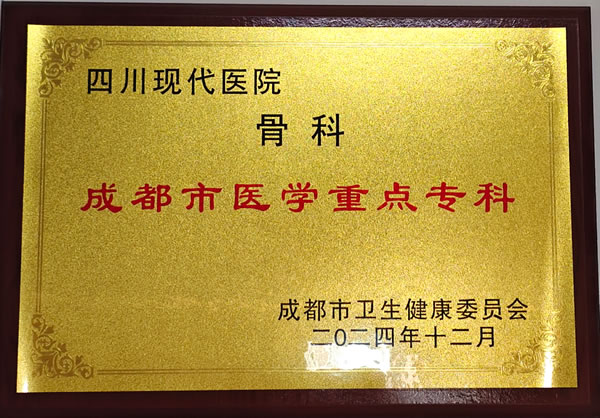 四川现代医院
骨科
成都市医学重点专科
成都市卫生健康委员会
二〇二四年十二月